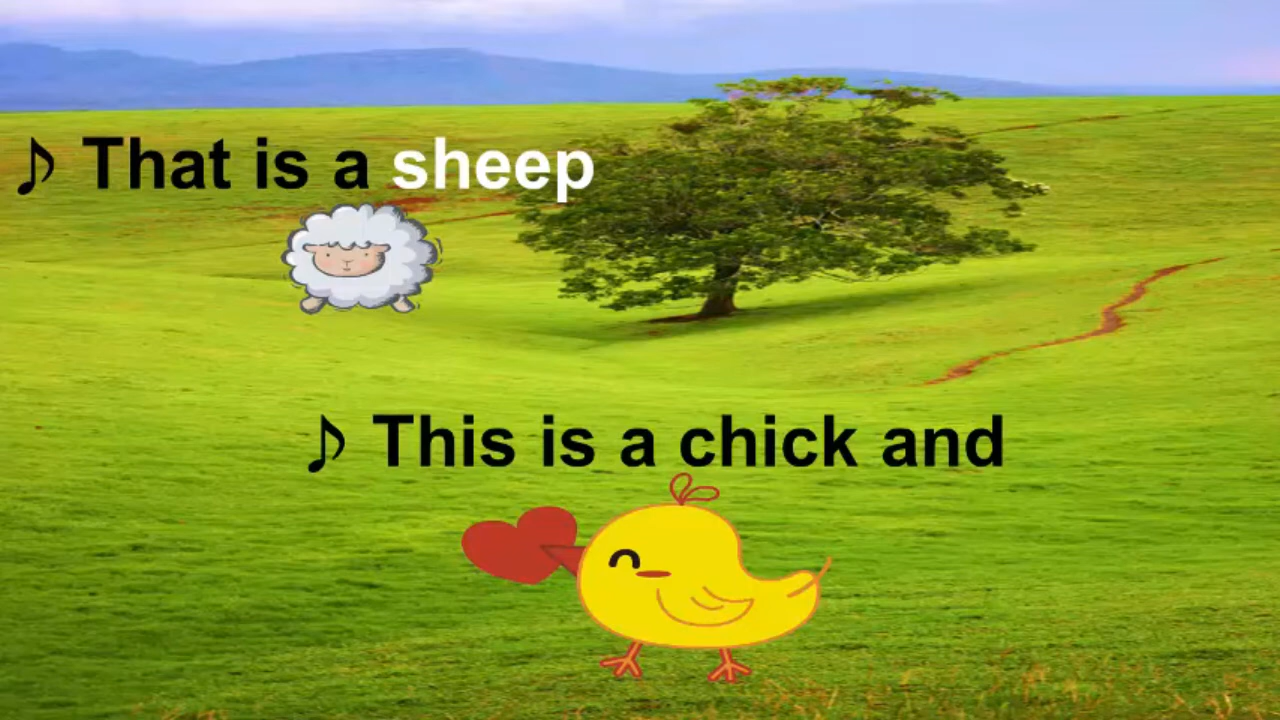 ♪ That is a sheep
♪ This is a chick and